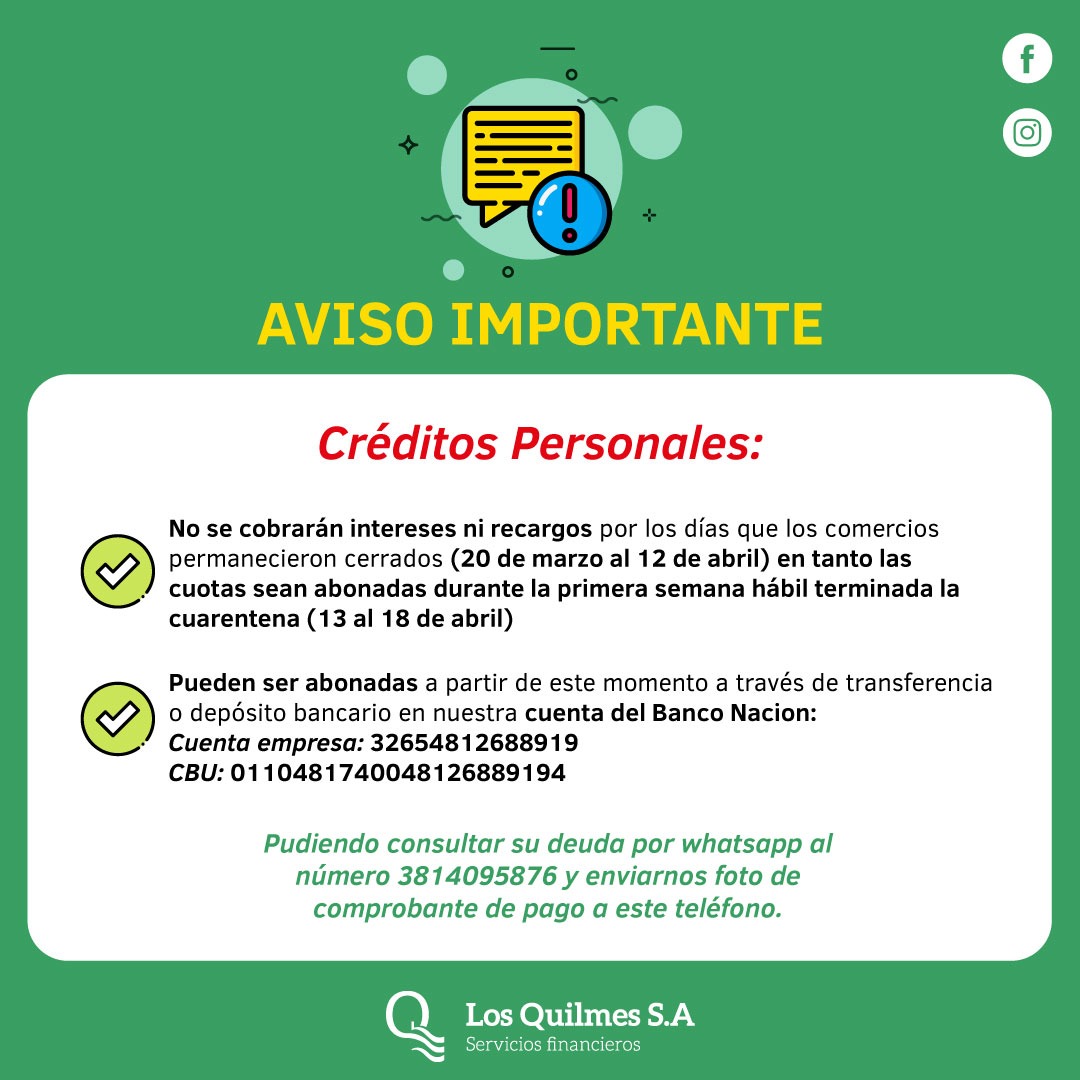 AVISO IMPORTANTE
Créditos Personales:
No se cobrarán intereses ni recargos por los días que los comercios
permanecieron cerrados (20 de marzo al 12 de abril) en tanto las
cuotas sean abonadas durante la primera semana hábil terminada la
cuarentena (13 al 18 de abril)
Pueden ser abonadas a partir de este momento a través de transferencia
o depósito bancario en nuestra cuenta del Banco Nacion:
Cuenta empresa: 32654812688919
CBU: 0110481740048126889194
Pudiendo consultar su deuda por whatsapp al
número 3814095876 y enviarnos foto de
comprobante de pago a este teléfono.
Los Quilmes S.A
Servicios financieros